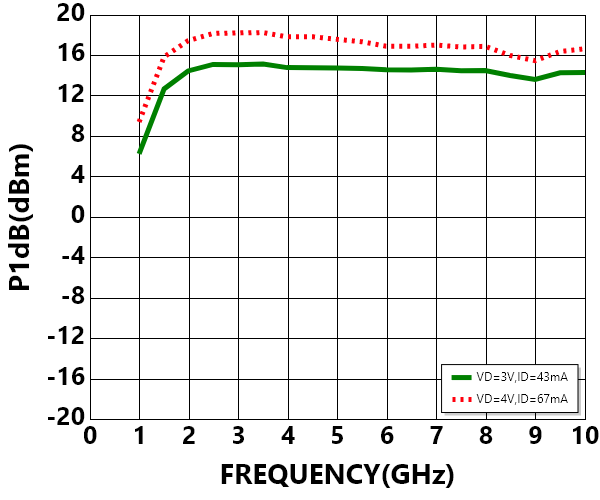 20
16
12
8
4
0
-4
-8
-12
-16
-20
P1dB(dBm)
VD=3V,ID=43mA
VD=4V,ID=67mA
0 1 2 3 4 5 6 7 8 9 10
FREQUENCY(GHz)